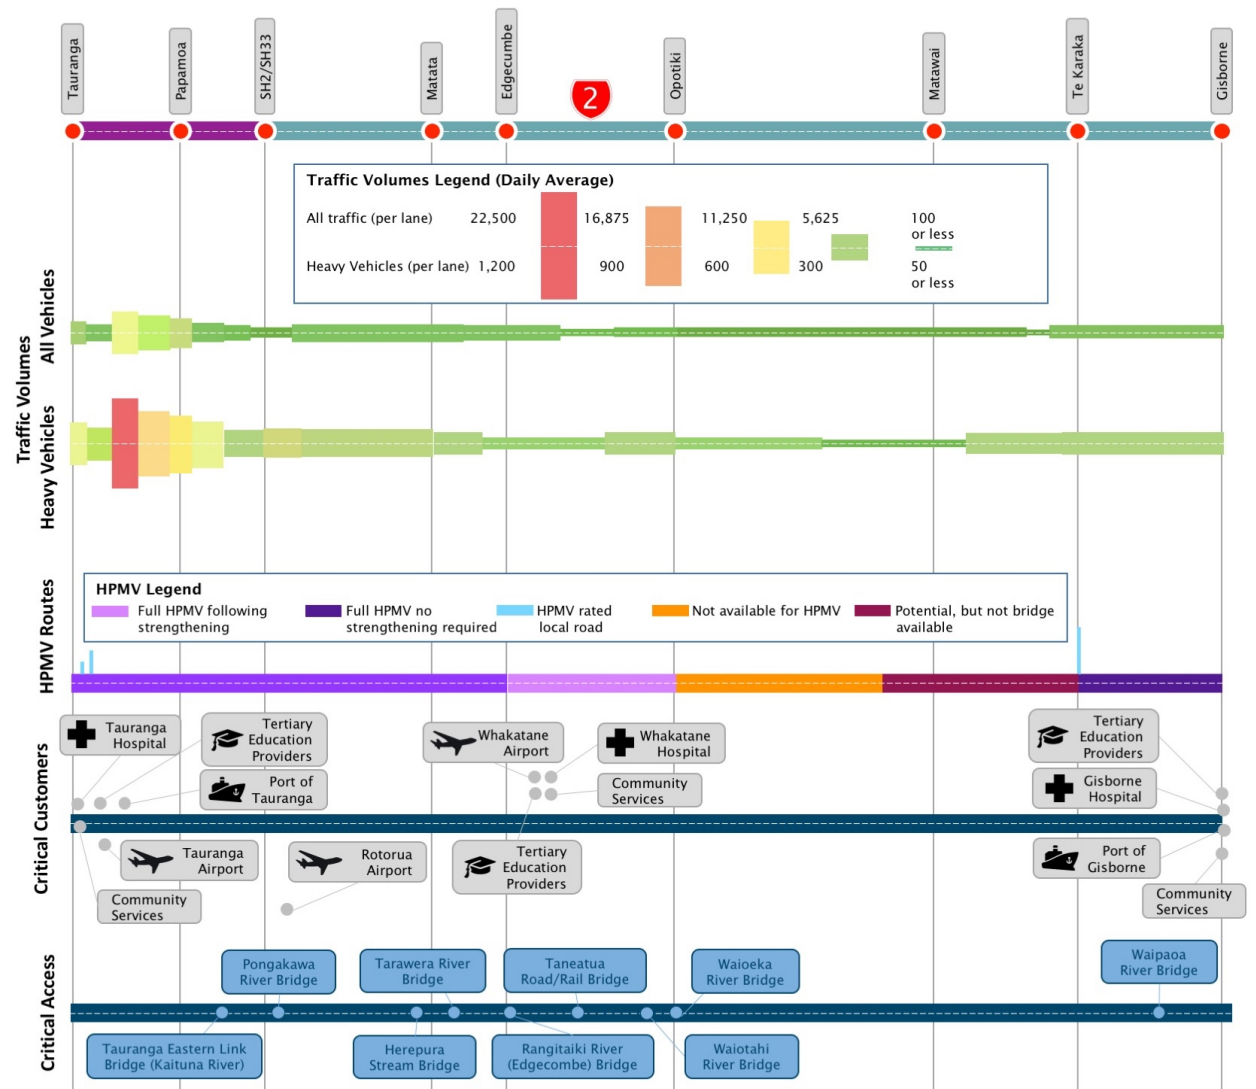 Tauranga
Papamoa
SH2/SH33
Matata
Edgecumbe
2
Opotiki
Matawai
Te Karaka
Gisborne
Traffic Volumes Legend (Daily Average)
All traffic (per lane) 22,500 16,875 11,250 5,625 100
or less
Heavy Vehicles (per lane) 1,200 900 600 300 50
or less
Traffic Volumes
All Vehicles
Heavy Vehicles
HPMV Routes
HPMV Legend
Full HPMV following
strengthening
Full HPMV no
strengthening required
HPMV rated
local road
Not available for HPMV
Potential, but not bridge
available
Critical Customers
Tauranga
Hospital
Tertiary
Education
Providers
Port of
Tauranga
Whakatane
Airport
Whakatane
Hospital
Community
Services
Tertiary
Education
Providers
Gisborne
Hospital
Tauranga
Airport
Community
Services
Rotorua
Airport
Tertiary
Education
Providers
Port of
Gisborne
Community
Services
Critical Access
Pongakawa
River Bridge
Tarawera River
Bridge
Taneatua
Road/Rail Bridge
Waioeka
River Bridge
Waipaoa
River Bridge
Tauranga Eastern Link
Bridge (Kaituna River)
Herepura
Stream Bridge
Rangitaiki River
(Edgecombe) Bridge
Waiotahi
River Bridge